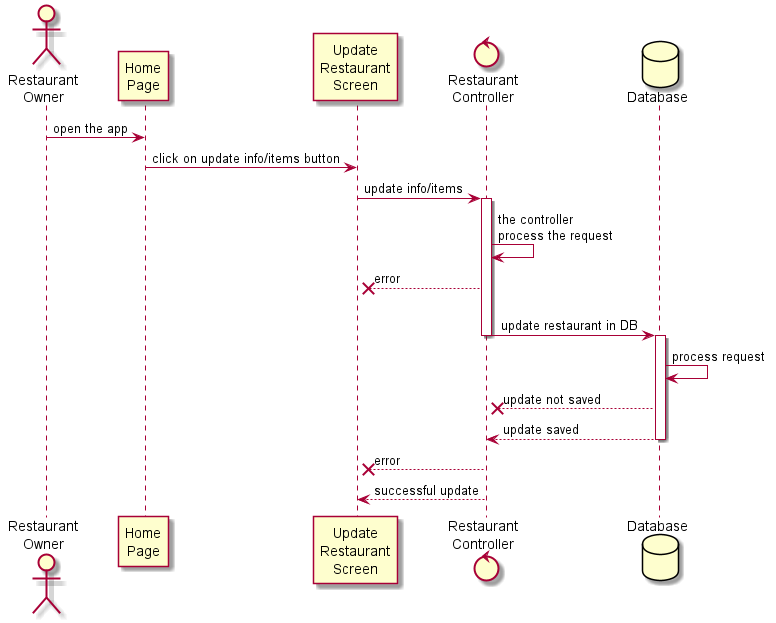 Restaurant
Owner
Home
Page
Update
Restaurant
Screen
Restaurant
Controller
Database
open the app
click on update info/items button
update info/items
the controller
process the request
error
update restaurant in DB
process request
update not saved
update saved
error
successful update
Restaurant
Owner
Home
Page
Update
Restaurant
Screen
Restaurant
Controller
Database